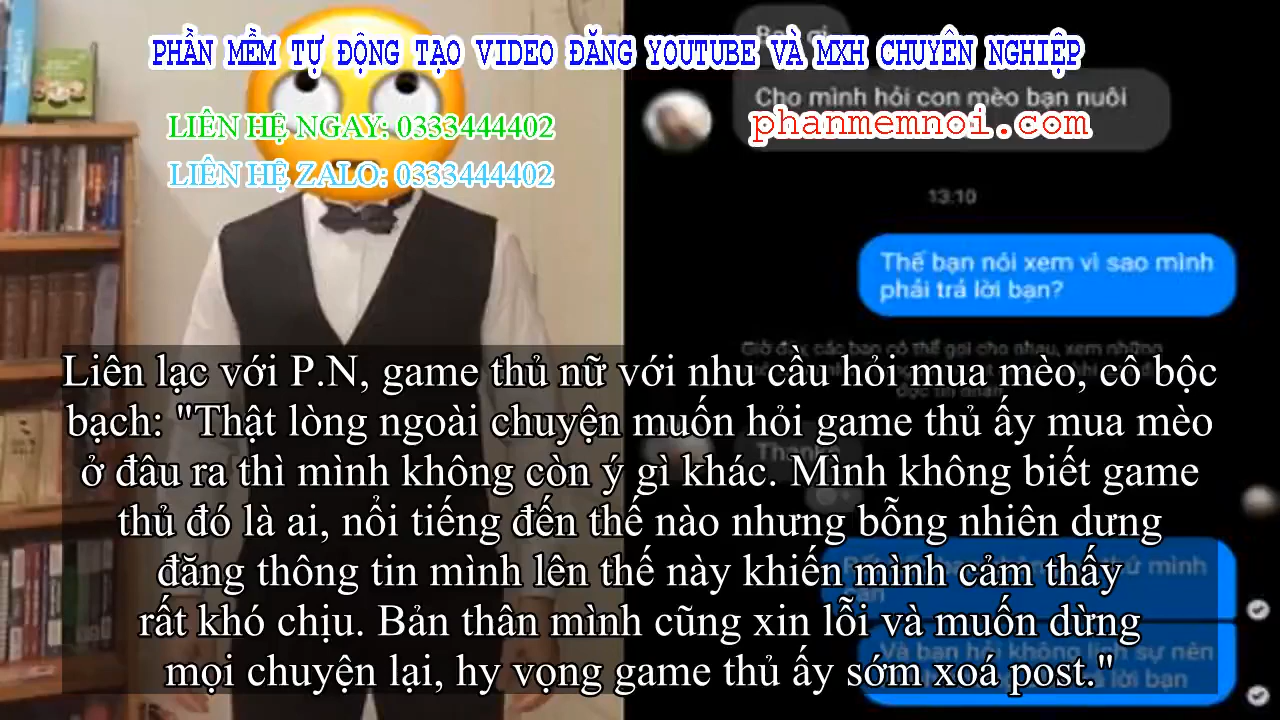 PHẦN MỀM TỰ ĐỘNG TẠO VIDEO ĐĂNG YOUTUBE VÀ MXH CHUYÊN NGHIỆP
LIÊN HỆ NGAY: 0333444402
LIÊN HỆ ZALO: 0333444402
Cho mình hỏi con mèo bạn nuôi
phanmemnoi.com
13:10
Thế bạn nói xem vì sao mình
phải trả lời bạn?
Liên lạc với P.N, game thủ nữ với nhu cầu hỏi mua mèo, cô bộc
bạch: "Thật lòng ngoài chuyện muốn hỏi game thủ ấy mua mèo
ở đâu ra thì mình không còn ý gì khác. Mình không biết game
thủ đó là ai, nổi tiếng đến thế nào nhưng bỗng nhiên dưng
đăng thông tin mình lên thế này khiến mình cảm thấy
rất khó chịu. Bản thân mình cũng xin lỗi và muốn dừng
mọi chuyện lại, hy vọng game thủ ấy sớm xoá post."